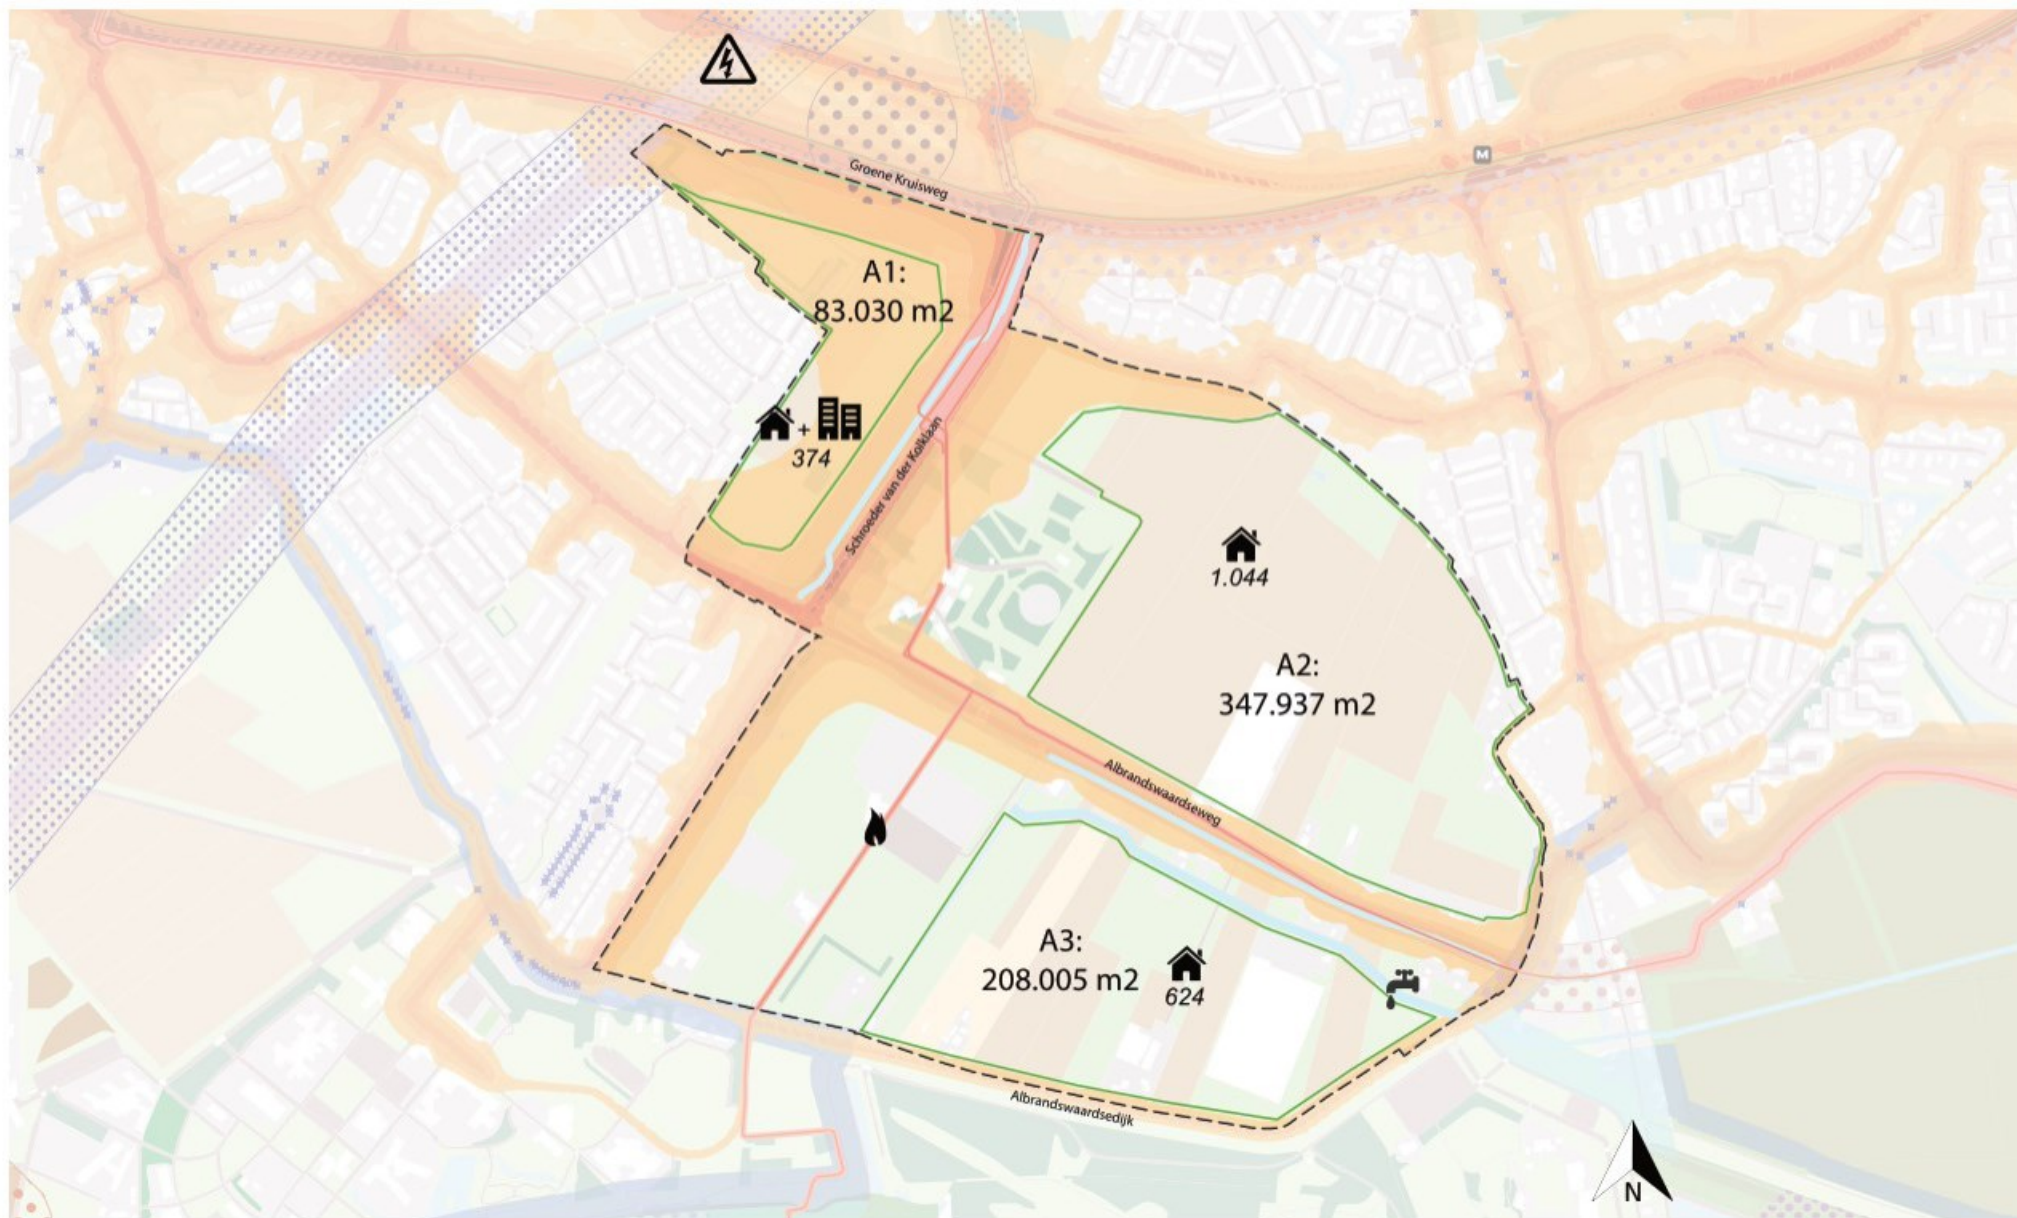 M
Groene Kruisweg
A1:
83.030 m2
+
374
Schroeder van der Kolklaan
1.044
A2:
347.937 m2
Albrandswaardseweg
A3:
208.005 m2
624
Albrandswaardsedijk
N